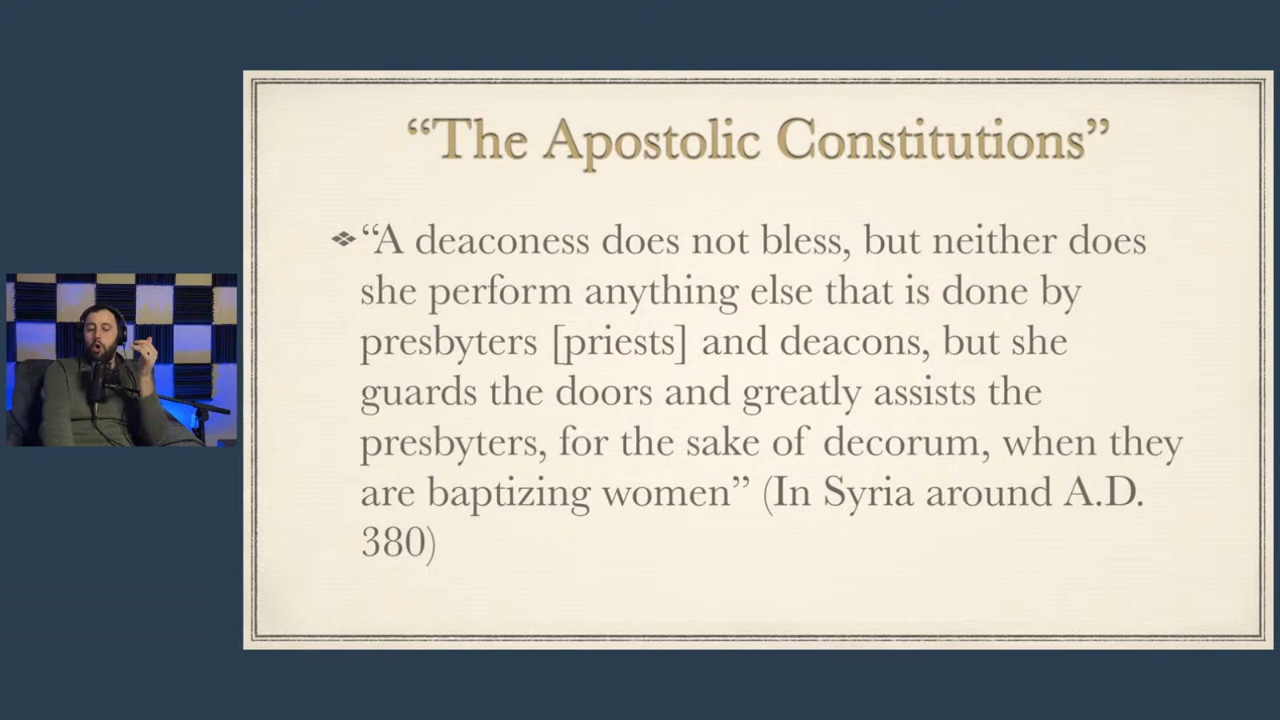 “The Apostolic Constitutions”
“A deaconess does not bless, but neither does
she perform anything else that is done by
presbyters [priests] and deacons, but she
guards the doors and greatly assists the
presbyters, for the sake of decorum, when they
are baptizing women” (In Syria around A.D.
380)